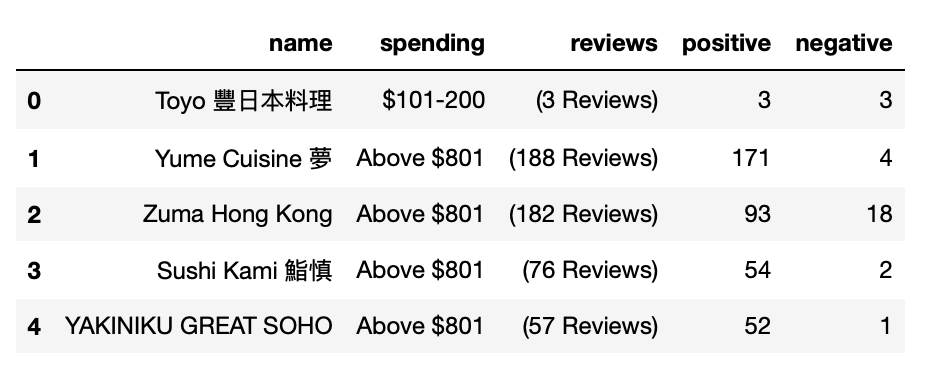 name spending reviews positive negative
0 Toyo 豐日本料理 $101-200 (3 Reviews) 3 3
1 Yume Cuisine 夢 Above $801 (188 Reviews) 171 4
2 Zuma Hong Kong Above $801 (182 Reviews) 93 18
3 Sushi Kami 鮨慎 Above $801 (76 Reviews) 54 2
4 YAKINIKU GREAT SOHO Above $801 (57 Reviews) 52 1